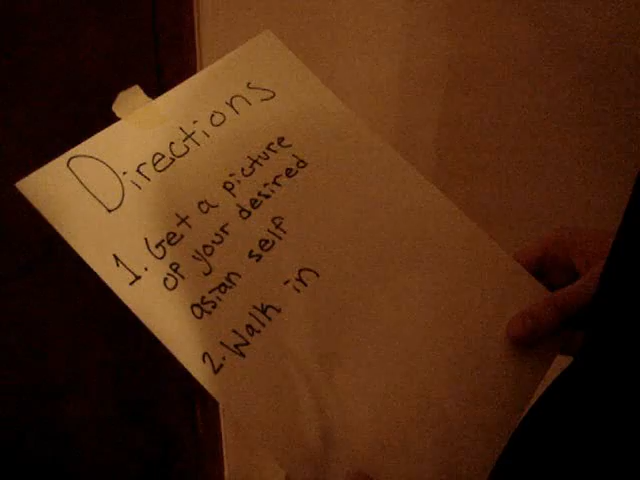 Directions
1. Get a picture
of your desired
asian self
2. Walk in